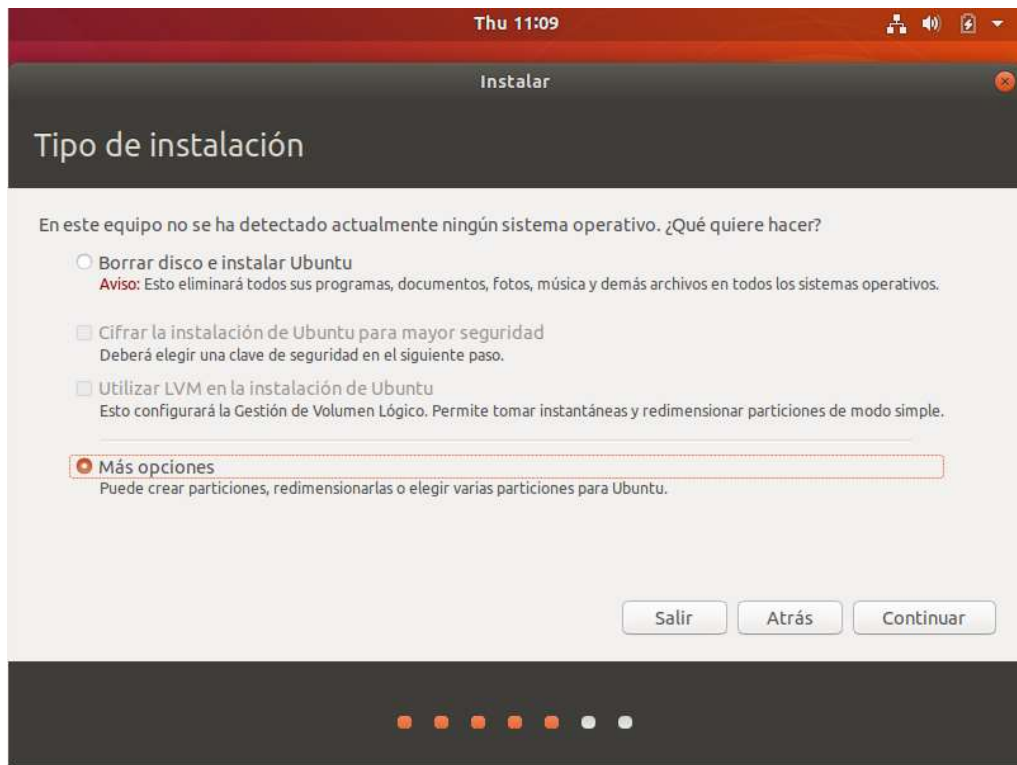 Thu 11:09
Instalar
Tipo de instalación
En este equipo no se ha detectado actualmente ningún sistema operativo. ¿Qué quiere hacer?
Borrar disco e instalar Ubuntu
Aviso: Esto eliminará todos sus programas, documentos, fotos, música y demás archivos en todos los sistemas operativos.
Cifrar la instalación de Ubuntu para mayor seguridad
Deberá elegir una clave de seguridad en el siguiente paso.
Utilizar LVM en la instalación de Ubuntu
Esto configurará la Gestión de Volumen Lógico. Permite tomar instantáneas y redimensionar particiones de modo simple.
Más opciones
Puede crear particiones, redimensionarlas o elegir varias particiones para Ubuntu.
Salir Atrás Continuar